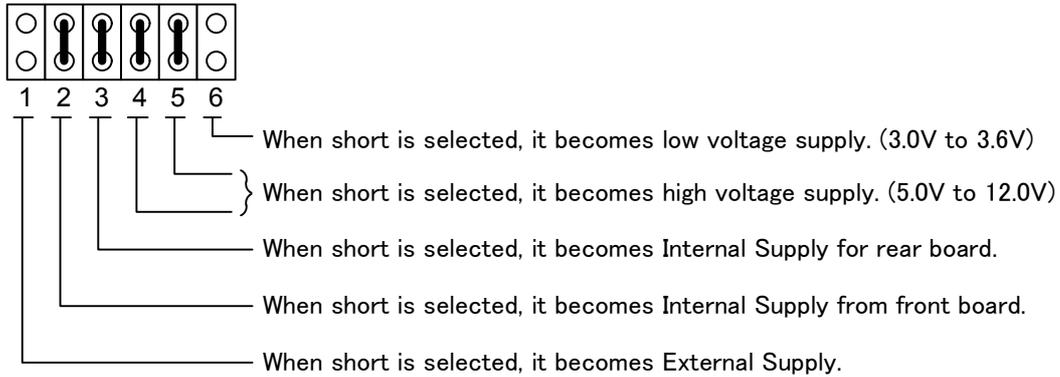 1 2 3 4 5 6
When short is selected, it becomes low voltage supply. (3.0V to 3.6V)
When short is selected, it becomes high voltage supply. (5.0V to 12.0V)
When short is selected, it becomes Internal Supply for rear board.
When short is selected, it becomes Internal Supply from front board.
When short is selected, it becomes External Supply.